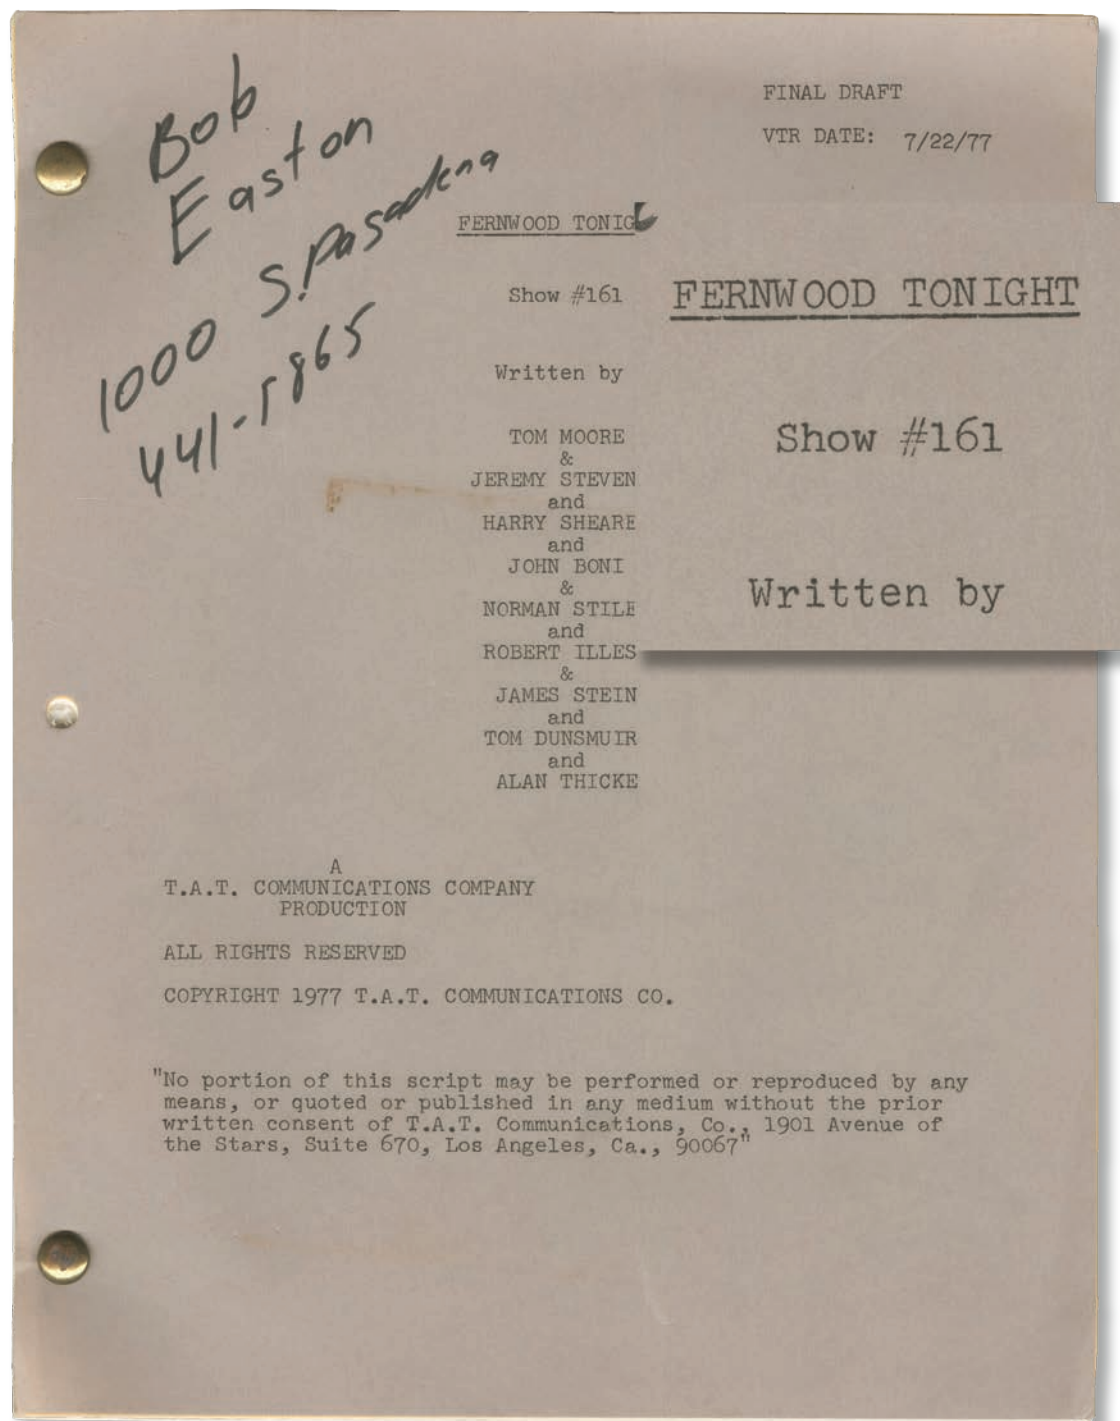 Bob
Easton
1000 S. Pasadena
441-5865
FINAL DRAFT
VTR DATE: 7/22/77
FERNWOOD TONIG
Show #161
Written by
TOM MOORE
&
JEREMY STEVEN
and
HARRY SHEARE
and
JOHN BONI
&
NORMAN STILE
and
ROBERT ILLES
&
JAMES STEIN
and
TOM DUNSMUIR
and
ALAN THICKE
FERNWOOD TONIGHT
Show #161
Written by
A
T.A.T. COMMUNICATIONS COMPANY
PRODUCTION
ALL RIGHTS RESERVED
COPYRIGHT 1977 T.A.T. COMMUNICATIONS CO.
"No portion of this script may be performed or reproduced by any
means, or quoted or published in any medium without the prior
written consent of T.A.T. Communications, Co., 1901 Avenue of
the Stars, Suite 670, Los Angeles, Ca., 90067"